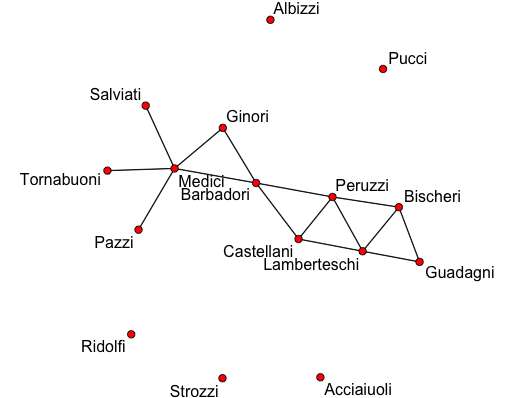 Albizzi
Pucci
Salviati
Ginori
Tornabuoni
Medici
Barbadori
Peruzzi
Bischeri
Pazzi
Castellani
Lamberteschi
Guadagni
Ridolfi
Strozzi
Acciaiuoli